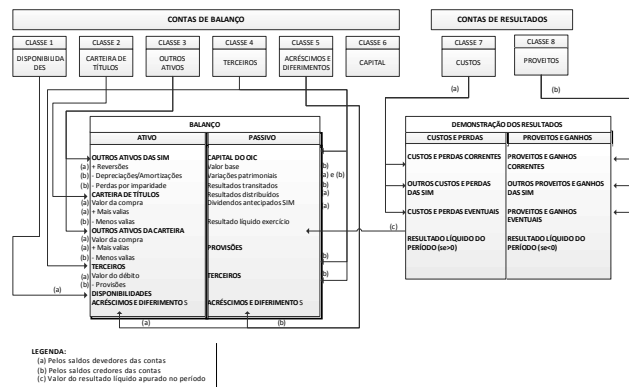 CONTAS DE BALANÇO
CONTAS DE RESULTADOS
CLASSE 1
DISPONIBILIDA
DES
CLASSE 2
CARTEIRA DE
TÍTULOS
CLASSE 3
OUTROS
ATIVOS
CLASSE 4
TERCEIROS
CLASSE 5
ACRÉSCIMOS E
DIFERIMENTOS
CLASSE 6
CAPITAL
CLASSE 7
CUSTOS
CLASSE 8
PROVEITOS
(a)
(b)
BALANÇO
ATIVO
PASSIVO
OUTROS ATIVOS DAS SIM
(a) + Reversões
(b) - Depreciações/Amortizações
(b) - Perdas por imparidade
CARTEIRA DE TÍTULOS
(a) Valor da compra
(a) + Mais valias
(b) - Menos valias
OUTROS ATIVOS DA CARTEIRA
(a) Valor da compra
(a) + Mais valias
(b) - Menos valias
TERCEIROS
(a) Valor do débito
(b) - Provisões
DISPONIBILIDADES
ACRÉSCIMOS E DIFERIMENTO S
CAPITAL DO OIC
Valor base (b)
Variações patrimoniais a) e (b)
Resultados transitados (b)
Resultados distribuídos (a)
Dividendos antecipados SIM (a)
Resultado líquido exercício
PROVISÕES
(b)
TERCEIROS
(b)
ACRÉSCIMOS E DIFERIMENTO S
(a)
(a)
(b)
(c)
DEMONSTRAÇÃO DOS RESULTADOS
CUSTOS E PERDAS
PROVEITOS E GANHOS
CUSTOS E PERDAS CORRENTES
OUTROS CUSTOS E PERDAS
DAS SIM
CUSTOS E PERDAS EVENTUAIS
RESULTADO LÍQUIDO DO
PERÍODO (se>0)
PROVEITOS E GANHOS
CORRENTES
OUTROS PROVEITOS E GANHOS
DAS SIM
PROVEITOS E GANHOS
EVENTUAIS
RESULTADO LÍQUIDO DO
PERÍODO (se<0)
LEGENDA:
(a) Pelos saldos devedores das contas
(b) Pelos saldos credores das contas
(c) Valor do resultado líquido apurado no período